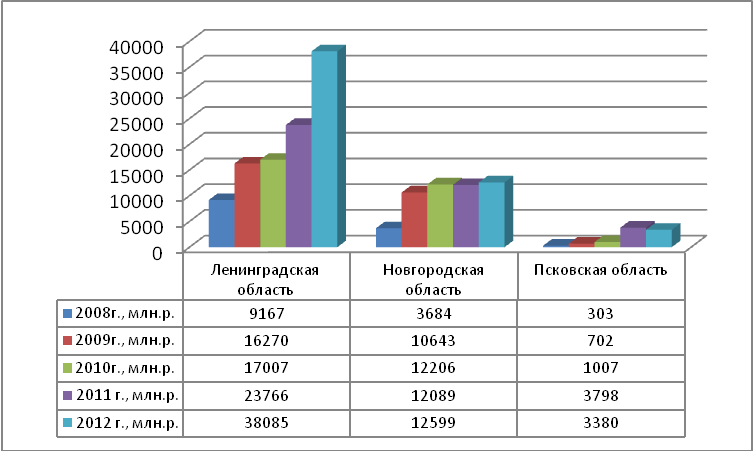 40000
35000
30000
25000
20000
15000
10000
5000
0
Ленинградская область Новгородская область Псковская область
2008г., млн.р. 9167 3684 303
2009г., млн.р. 16270 10643 702
2010г., млн.р. 17007 12206 1007
2011 г., млн.р. 23766 12089 3798
2012 г., млн.р. 38085 12599 3380